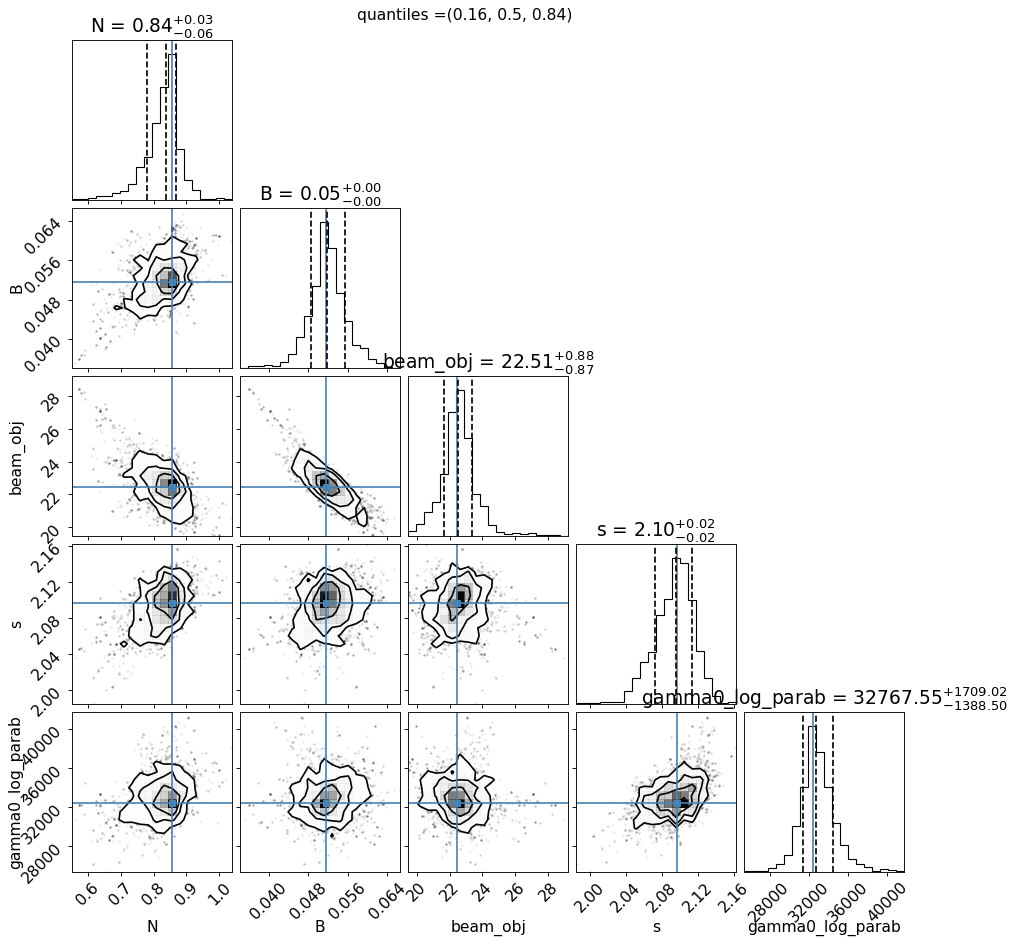 quantiles =(0.16, 0.5, 0.84)
N = 0.84+0.03−0.06
B = 0.05+0.00−0.00
0.064
0.056
0.048
0.040
B
beam_obj = 22.51+0.88−0.87
28
26
24
22
20
beam_obj
s = 2.10+0.02−0.02
2.16
2.12
2.08
2.04
2.00
s
gamma0_log_parab = 32767.55+1709.02−1388.50
40000
36000
32000
28000
gamma0_log_parab
0.6 0.7 0.8 0.9 1.0 0.040 0.048 0.056 0.064 20 22 24 26 28 2.00 2.04 2.08 2.12 2.16 28000 32000 36000 40000
N B beam_obj s gamma0_log_parab